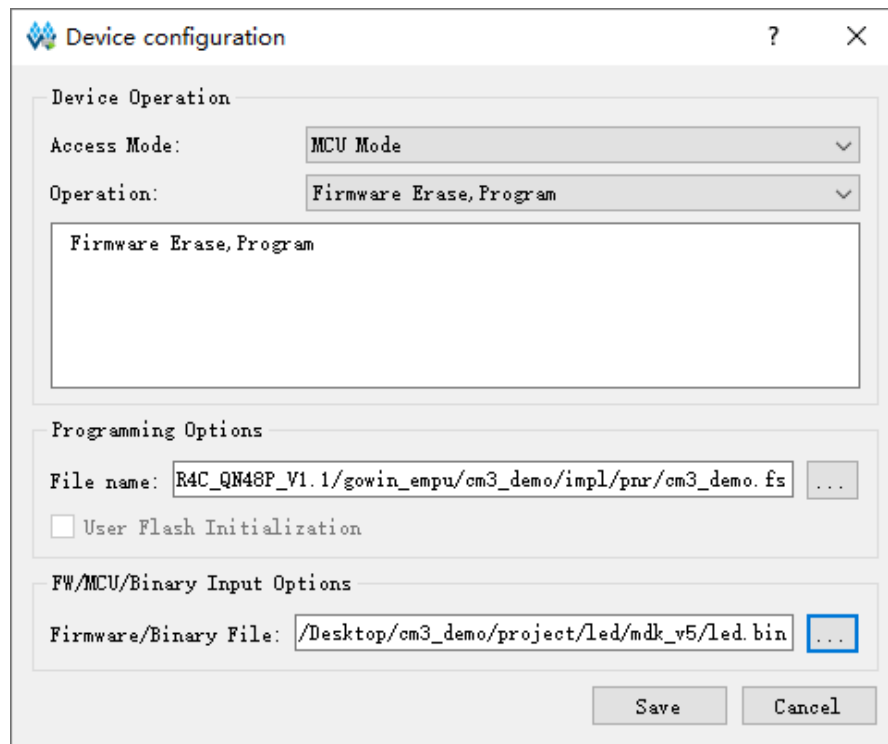 Device configuration ?
Device Operation
Access Mode: MCU Mode
Operation: Firmware Erase,Program
Firmware Erase,Program
Programming Options
File name: R4C_QN48P_V1.1/gowin_empu/cm3_demo/impl/pnr/cm3_demo.fs ...
User Flash Initialization
FW/MCU/Binary Input Options
Firmware/Binary File: /Desktop/cm3_demo/project/led/mdk_v5/led.bin ...
Save Cancel